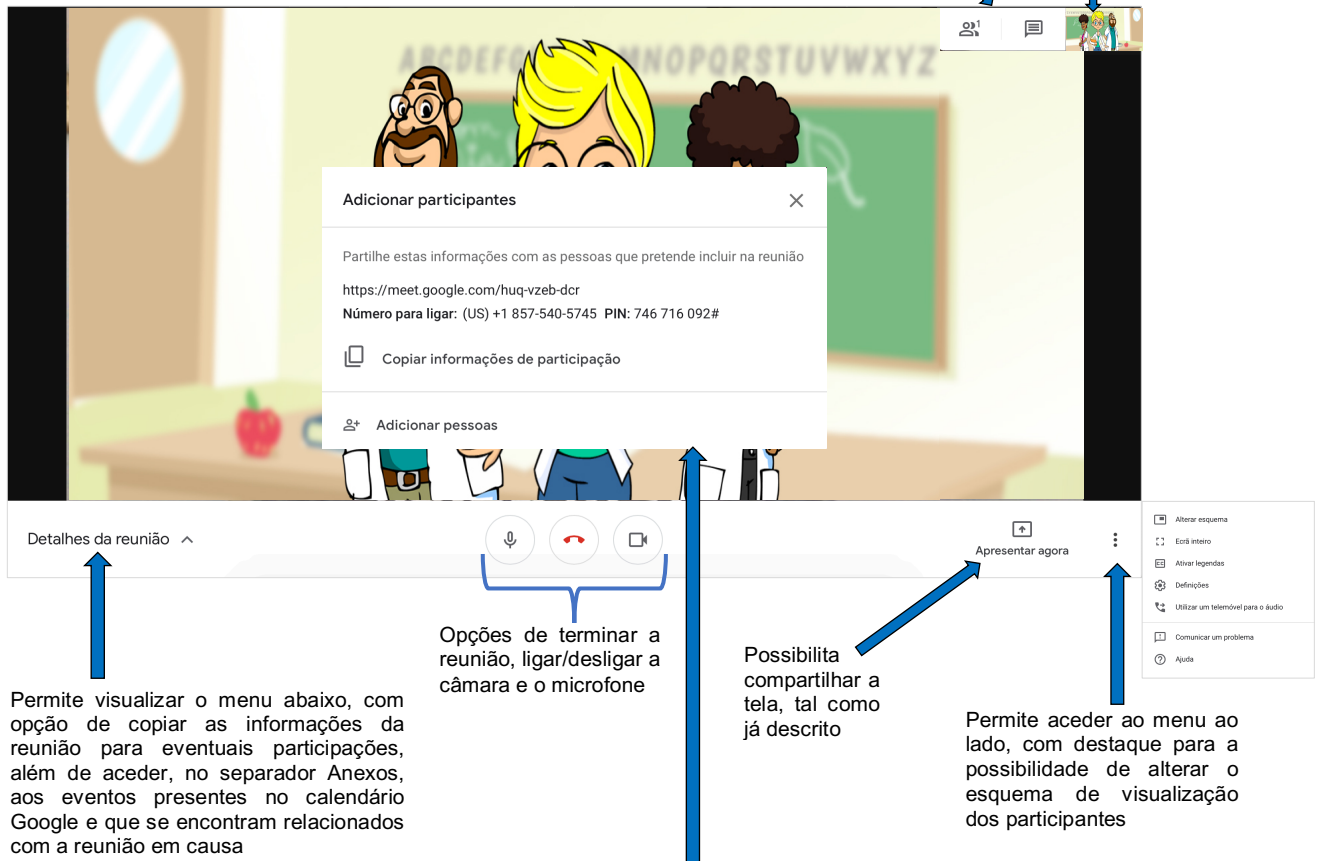 1
ABCDEF MNOPQRSTUVWXYZ
Adicionar participantes
Partilhe estas informações com as pessoas que pretende incluir na reunião
https://meet.google.com/huq-vzeb-dcr
Número para ligar: (US) +1 857-540-5745 PIN: 746 716 092#
Copiar informações de participação
Adicionar pessoas
Detalhes da reunião
Apresentar agora
Alterar esquema
Ecrã inteiro
Ativar legendas
Definições
Utilizar um telemóvel para o áudio
Comunicar um problema
Ajuda
Permite visualizar o menu abaixo, com
opção de copiar as informações da
reunião para eventuais participações,
além de aceder, no separador Anexos,
aos eventos presentes no calendário
Google e que se encontram relacionados
com a reunião em causa
Opções de terminar a
reunião, ligar/desligar a
câmara e o microfone
Possibilita
compartilhar a
tela, tal como
já descrito
Permite aceder ao menu ao
lado, com destaque para a
possibilidade de alterar o
esquema de visualização
dos participantes